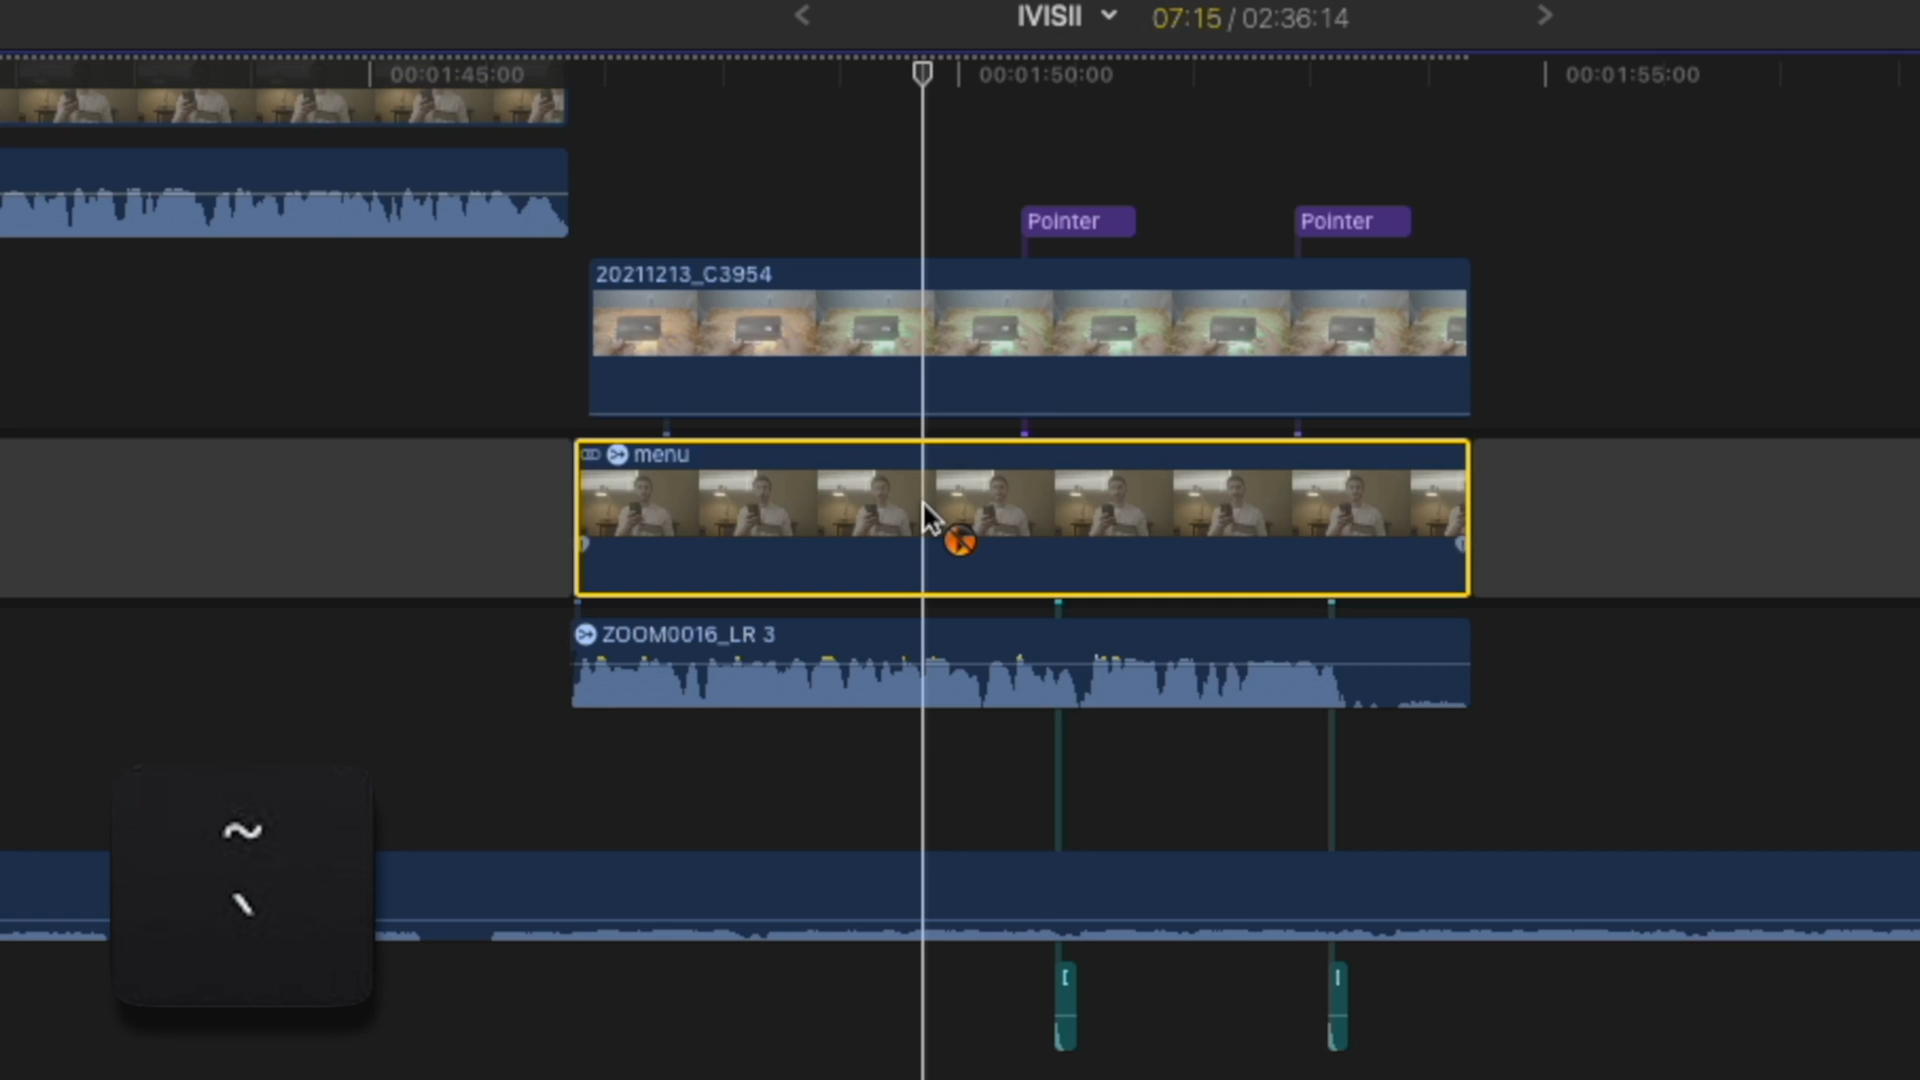 IVISII 07:15 / 02:36:14
00:01:45:00 00:01:50:00 00:01:55:00
Pointer Pointer
20211213_C3954
menu
ZOOM0016_LR 3
~
`